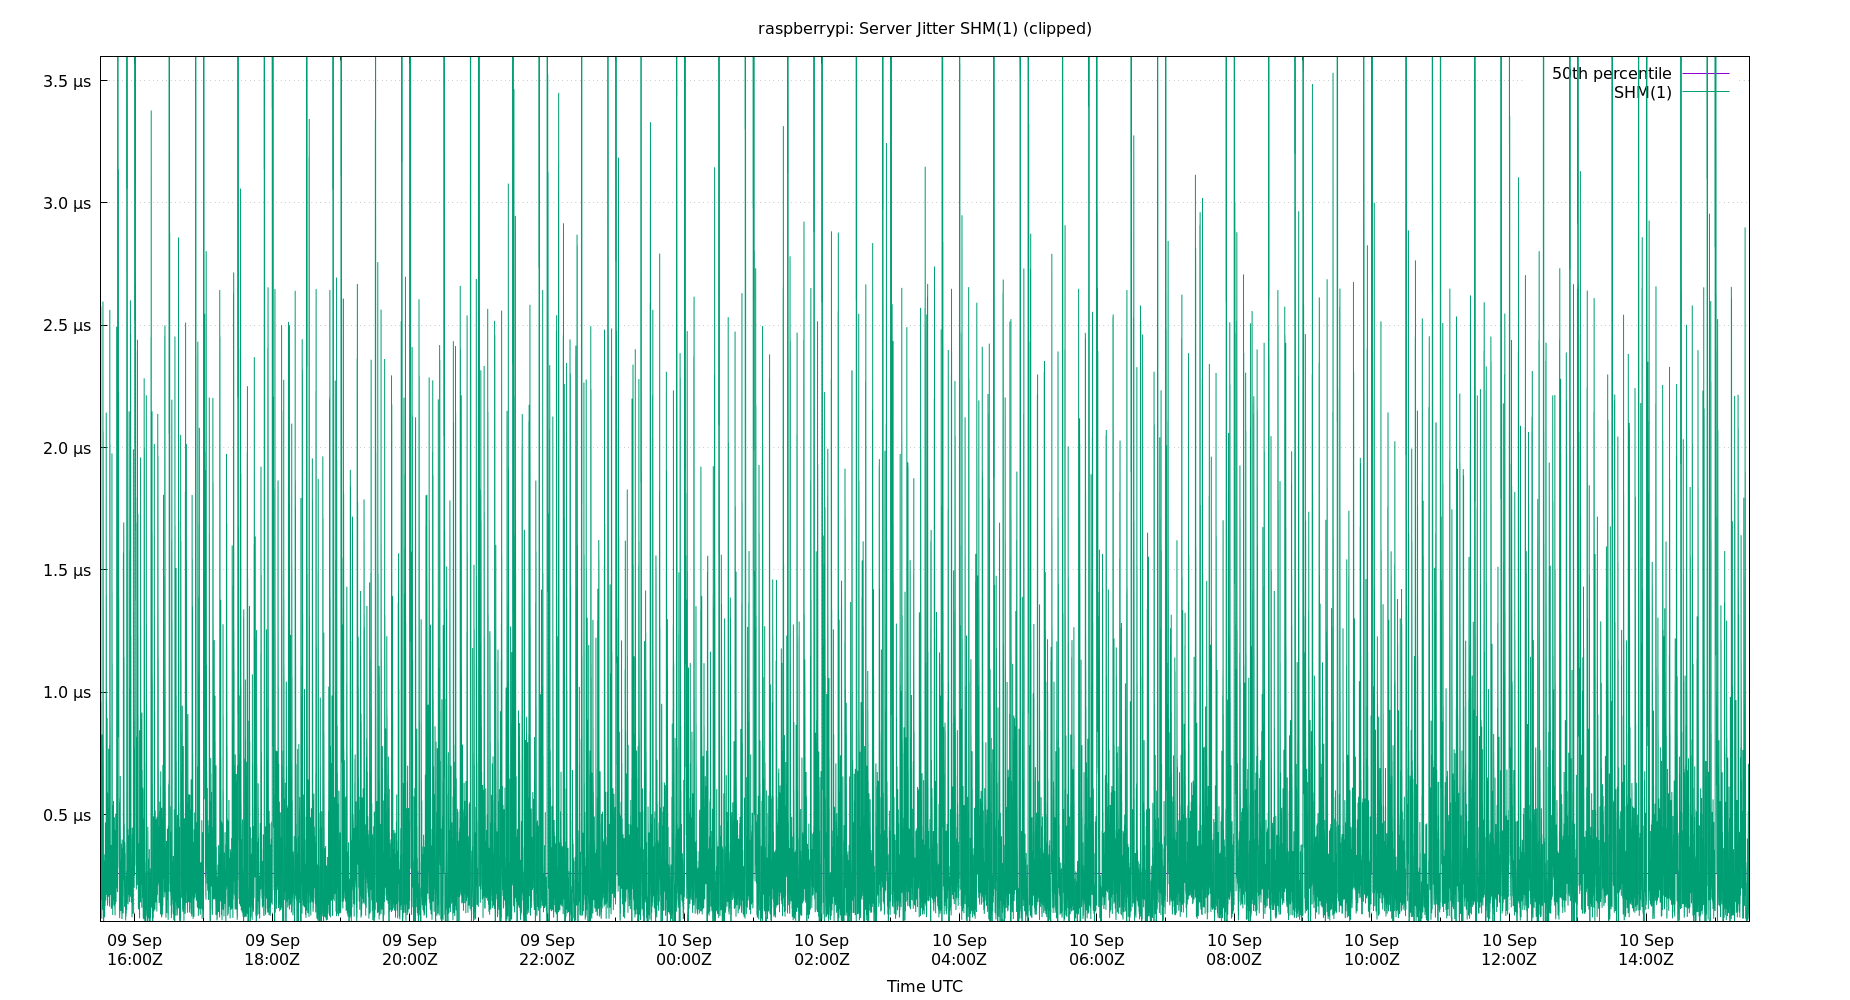 raspberrypi: Server Jitter SHM(1) (clipped)
50th percentile
SHM(1)
3.5 µs
3.0 µs
2.5 µs
2.0 µs
1.5 µs
1.0 µs
0.5 µs
09 Sep 09 Sep 09 Sep 09 Sep 10 Sep 10 Sep 10 Sep 10 Sep 10 Sep 10 Sep 10 Sep 10 Sep
16:00Z 18:00Z 20:00Z 22:00Z 00:00Z 02:00Z 04:00Z 06:00Z 08:00Z 10:00Z 12:00Z 14:00Z
Time UTC